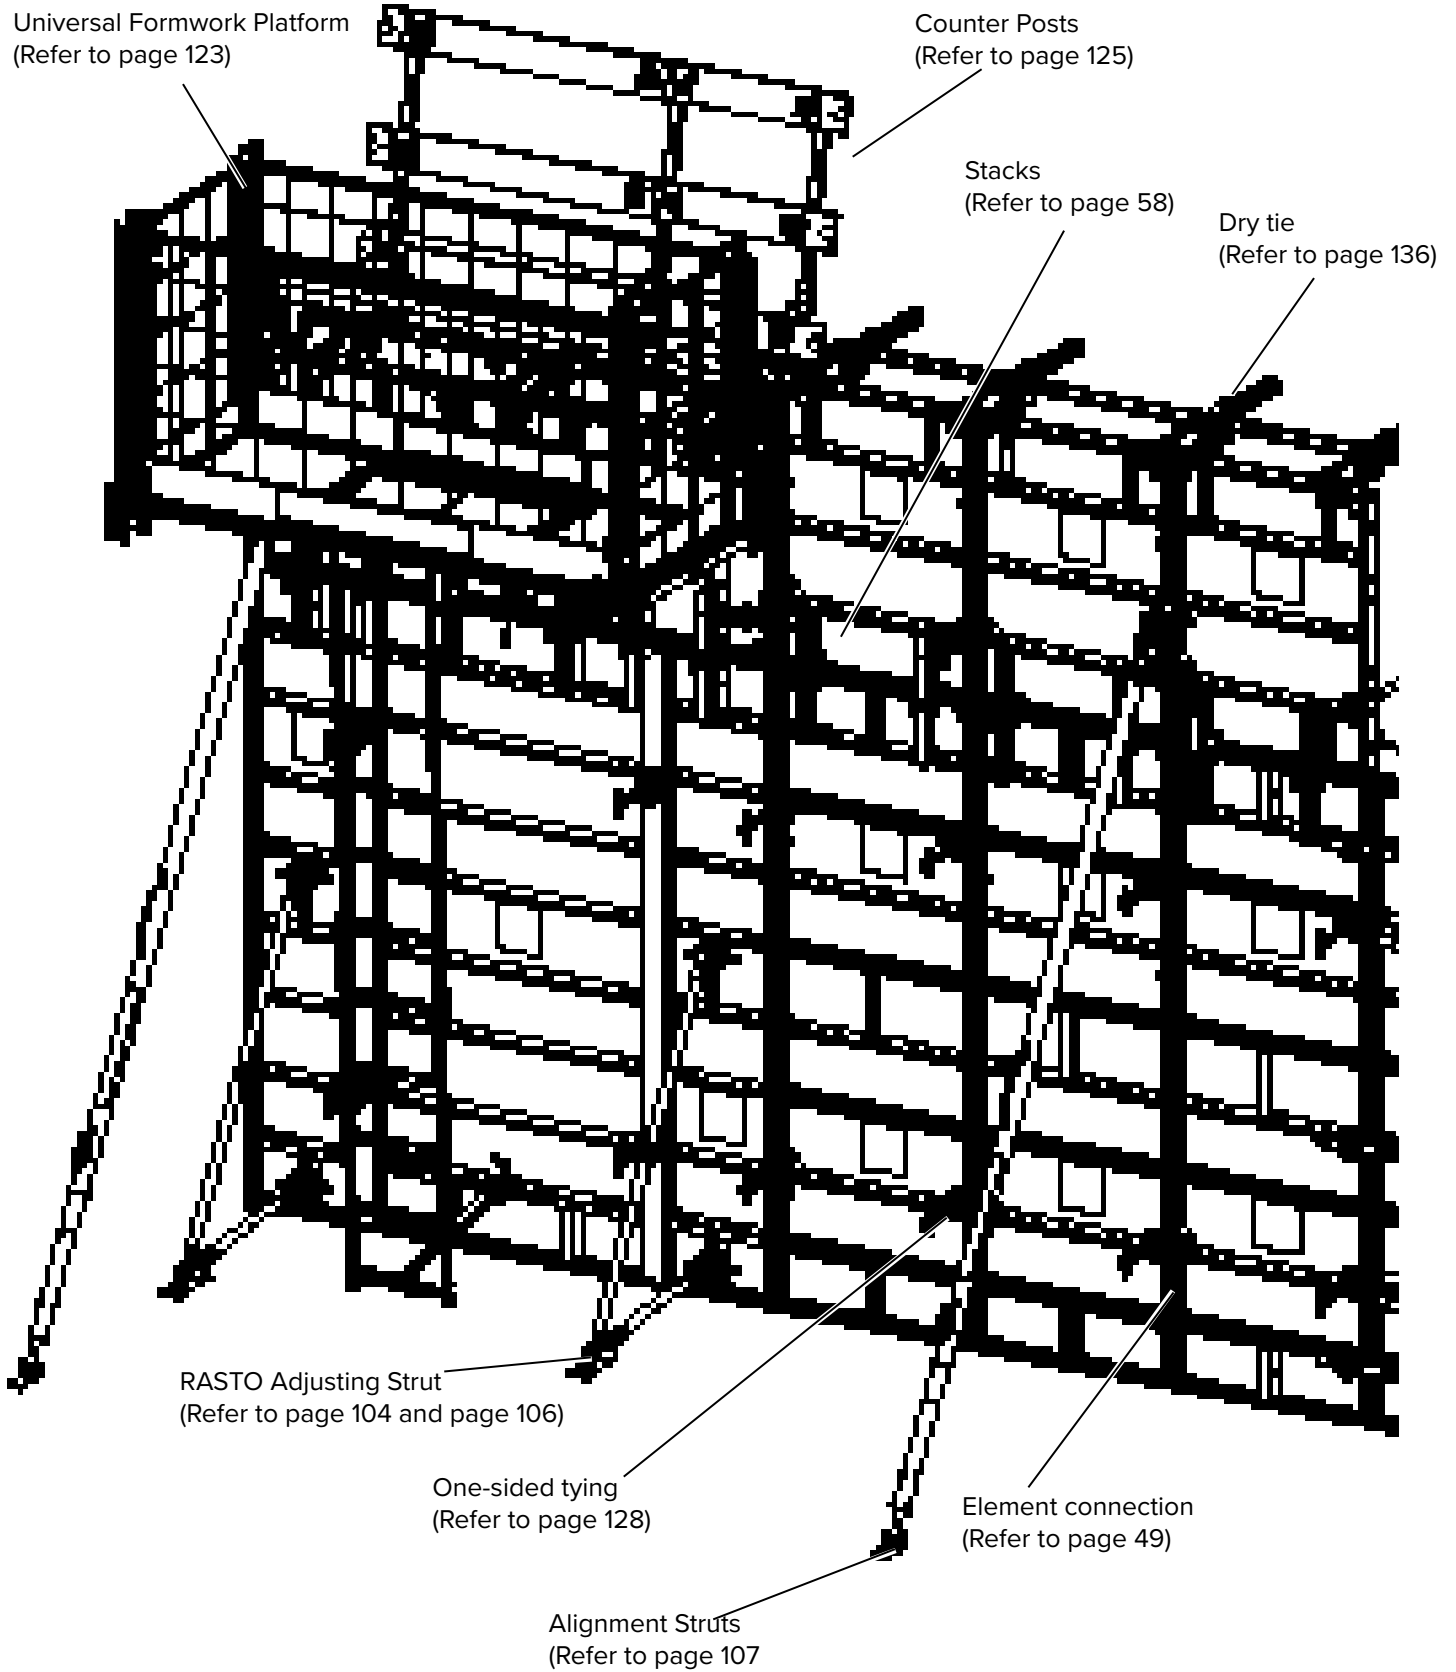 Universal Formwork Platform
(Refer to page 123)
Counter Posts
(Refer to page 125)
Stacks
(Refer to page 58)
Dry tie
(Refer to page 136)
RASTO Adjusting Strut
(Refer to page 104 and page 106)
One-sided tying
(Refer to page 128)
Element connection
(Refer to page 49)
Alignment Struts
(Refer to page 107